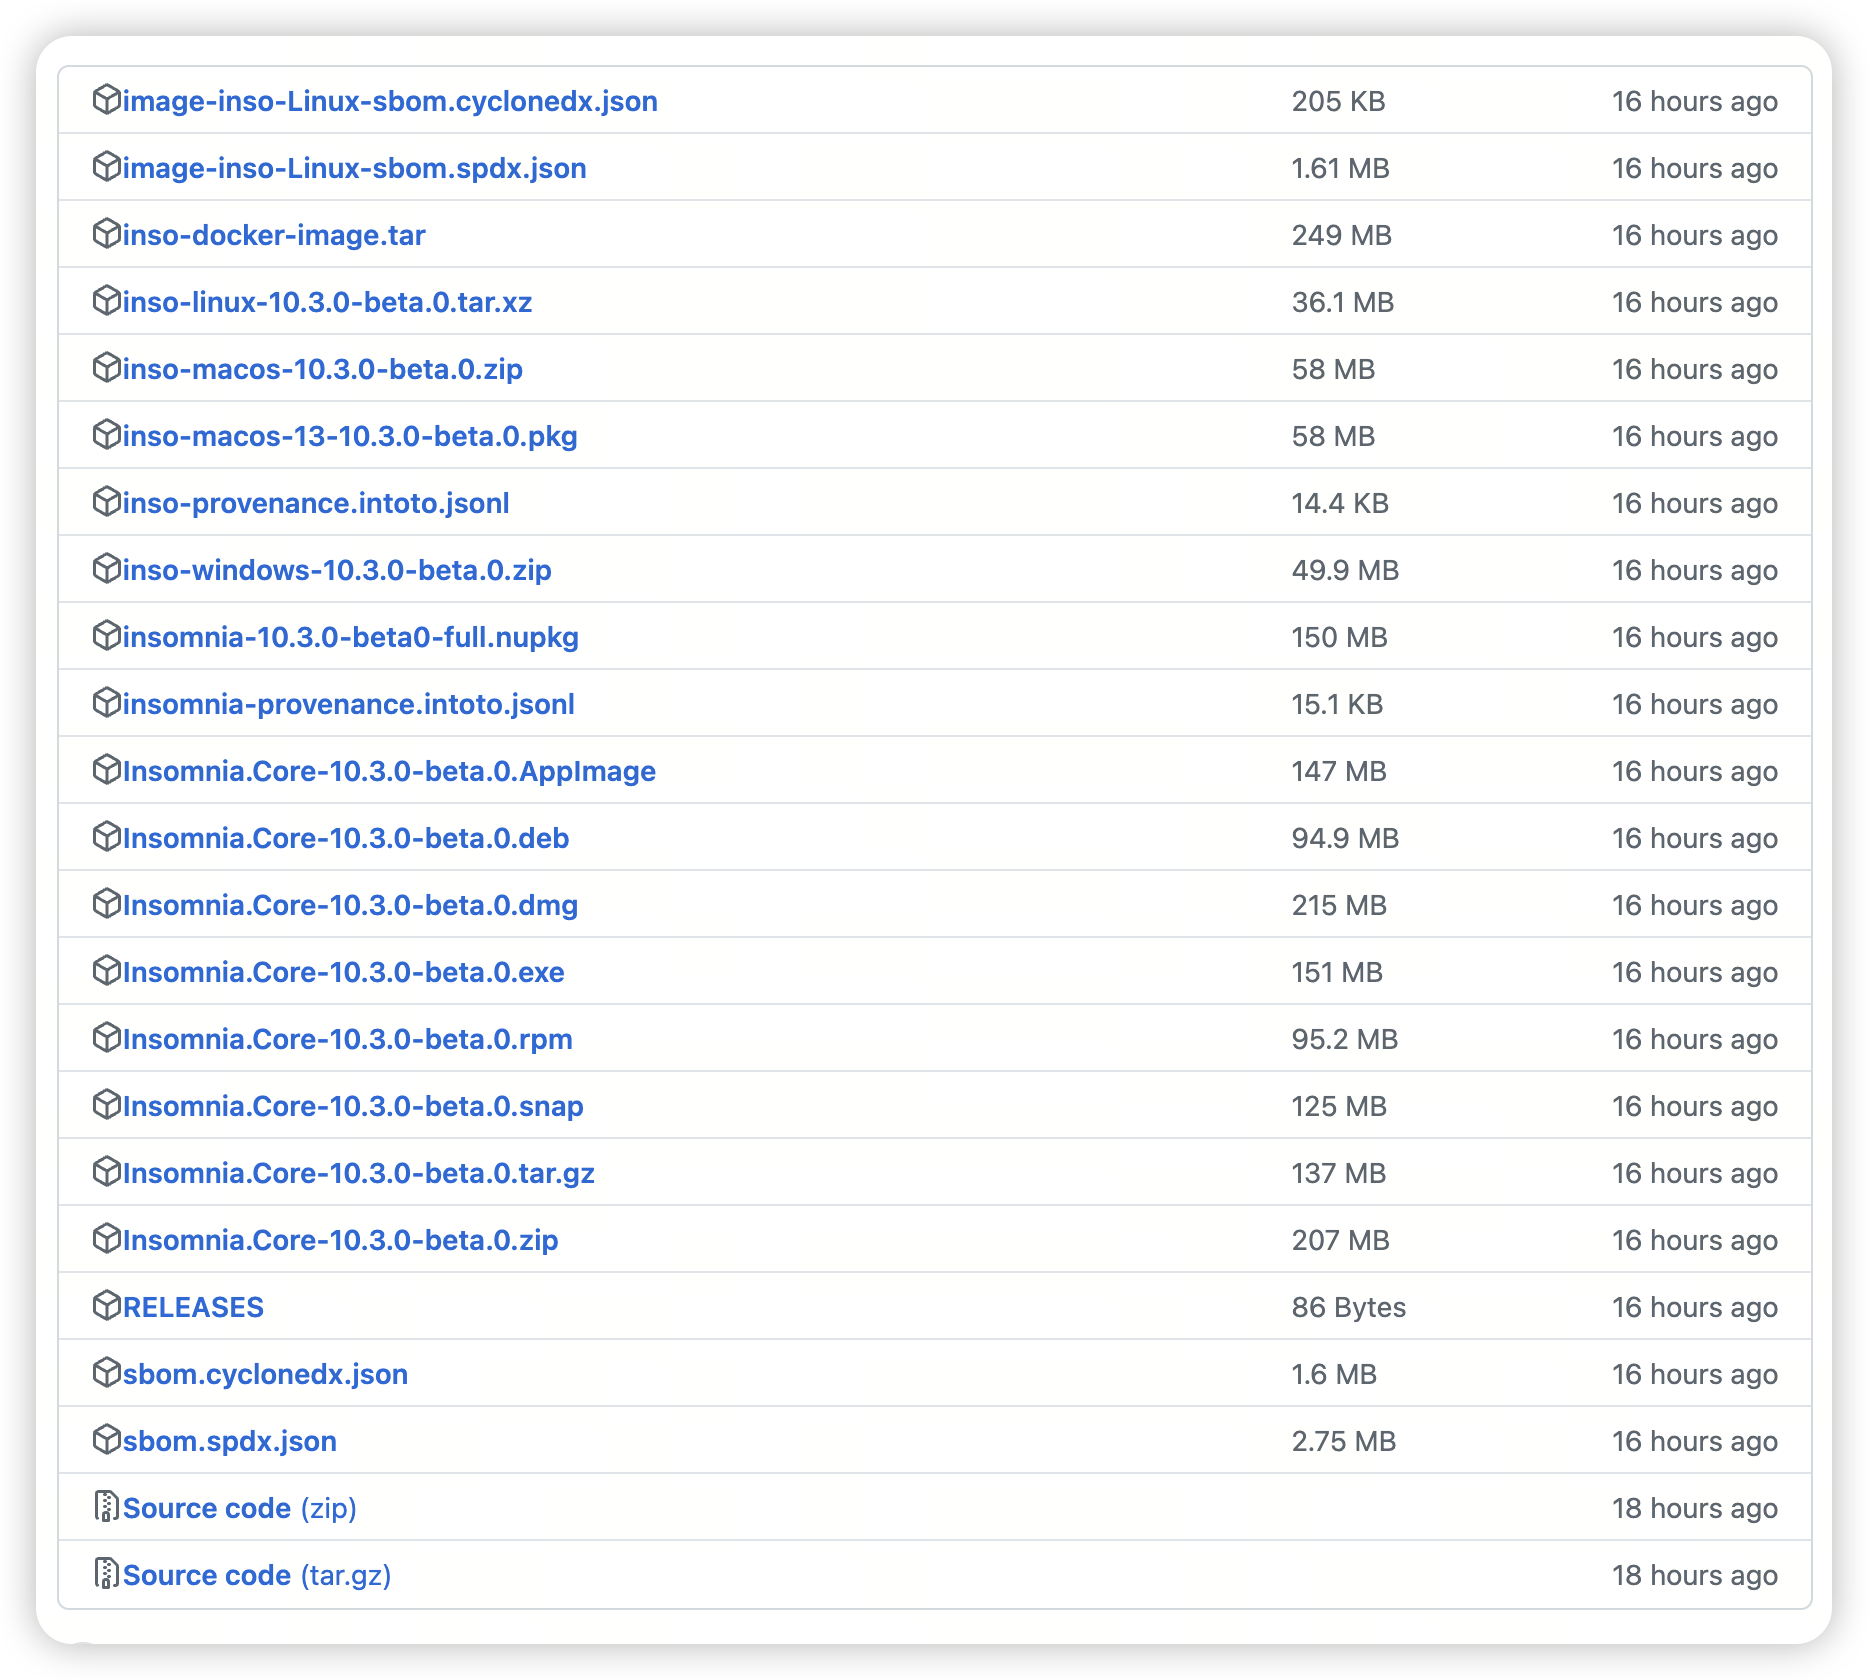 image-inso-Linux-sbom.cyclonedx.json 205 KB 16 hours ago
image-inso-Linux-sbom.spdx.json 1.61 MB 16 hours ago
inso-docker-image.tar 249 MB 16 hours ago
inso-linux-10.3.0-beta.0.tar.xz 36.1 MB 16 hours ago
inso-macos-10.3.0-beta.0.zip 58 MB 16 hours ago
inso-macos-13-10.3.0-beta.0.pkg 58 MB 16 hours ago
inso-provenance.intoto.jsonl 14.4 KB 16 hours ago
inso-windows-10.3.0-beta.0.zip 49.9 MB 16 hours ago
insomnia-10.3.0-beta0-full.nupkg 150 MB 16 hours ago
insomnia-provenance.intoto.jsonl 15.1 KB 16 hours ago
Insomnia.Core-10.3.0-beta.0.AppImage 147 MB 16 hours ago
Insomnia.Core-10.3.0-beta.0.deb 94.9 MB 16 hours ago
Insomnia.Core-10.3.0-beta.0.dmg 215 MB 16 hours ago
Insomnia.Core-10.3.0-beta.0.exe 151 MB 16 hours ago
Insomnia.Core-10.3.0-beta.0.rpm 95.2 MB 16 hours ago
Insomnia.Core-10.3.0-beta.0.snap 125 MB 16 hours ago
Insomnia.Core-10.3.0-beta.0.tar.gz 137 MB 16 hours ago
Insomnia.Core-10.3.0-beta.0.zip 207 MB 16 hours ago
RELEASES 86 Bytes 16 hours ago
sbom.cyclonedx.json 1.6 MB 16 hours ago
sbom.spdx.json 2.75 MB 16 hours ago
Source code (zip) 18 hours ago
Source code (tar.gz) 18 hours ago